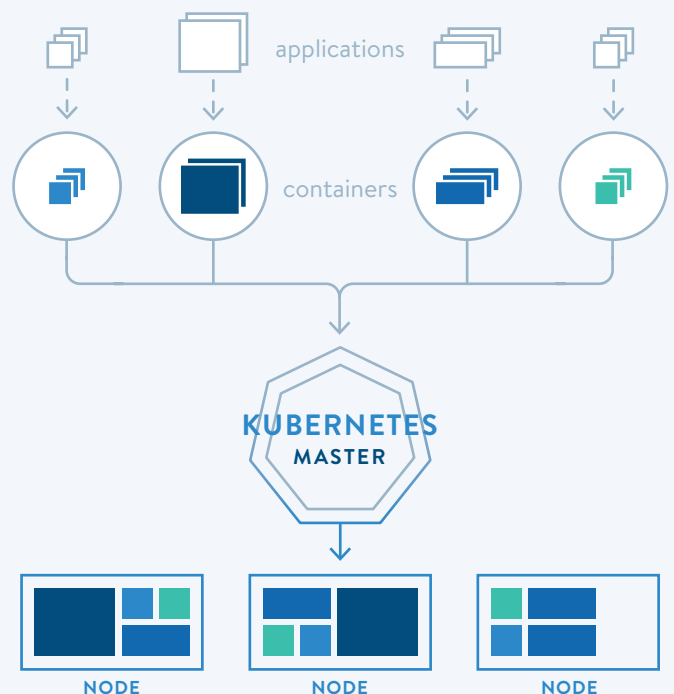 applications
containers
KUBERNETES
MASTER
NODE
NODE
NODE